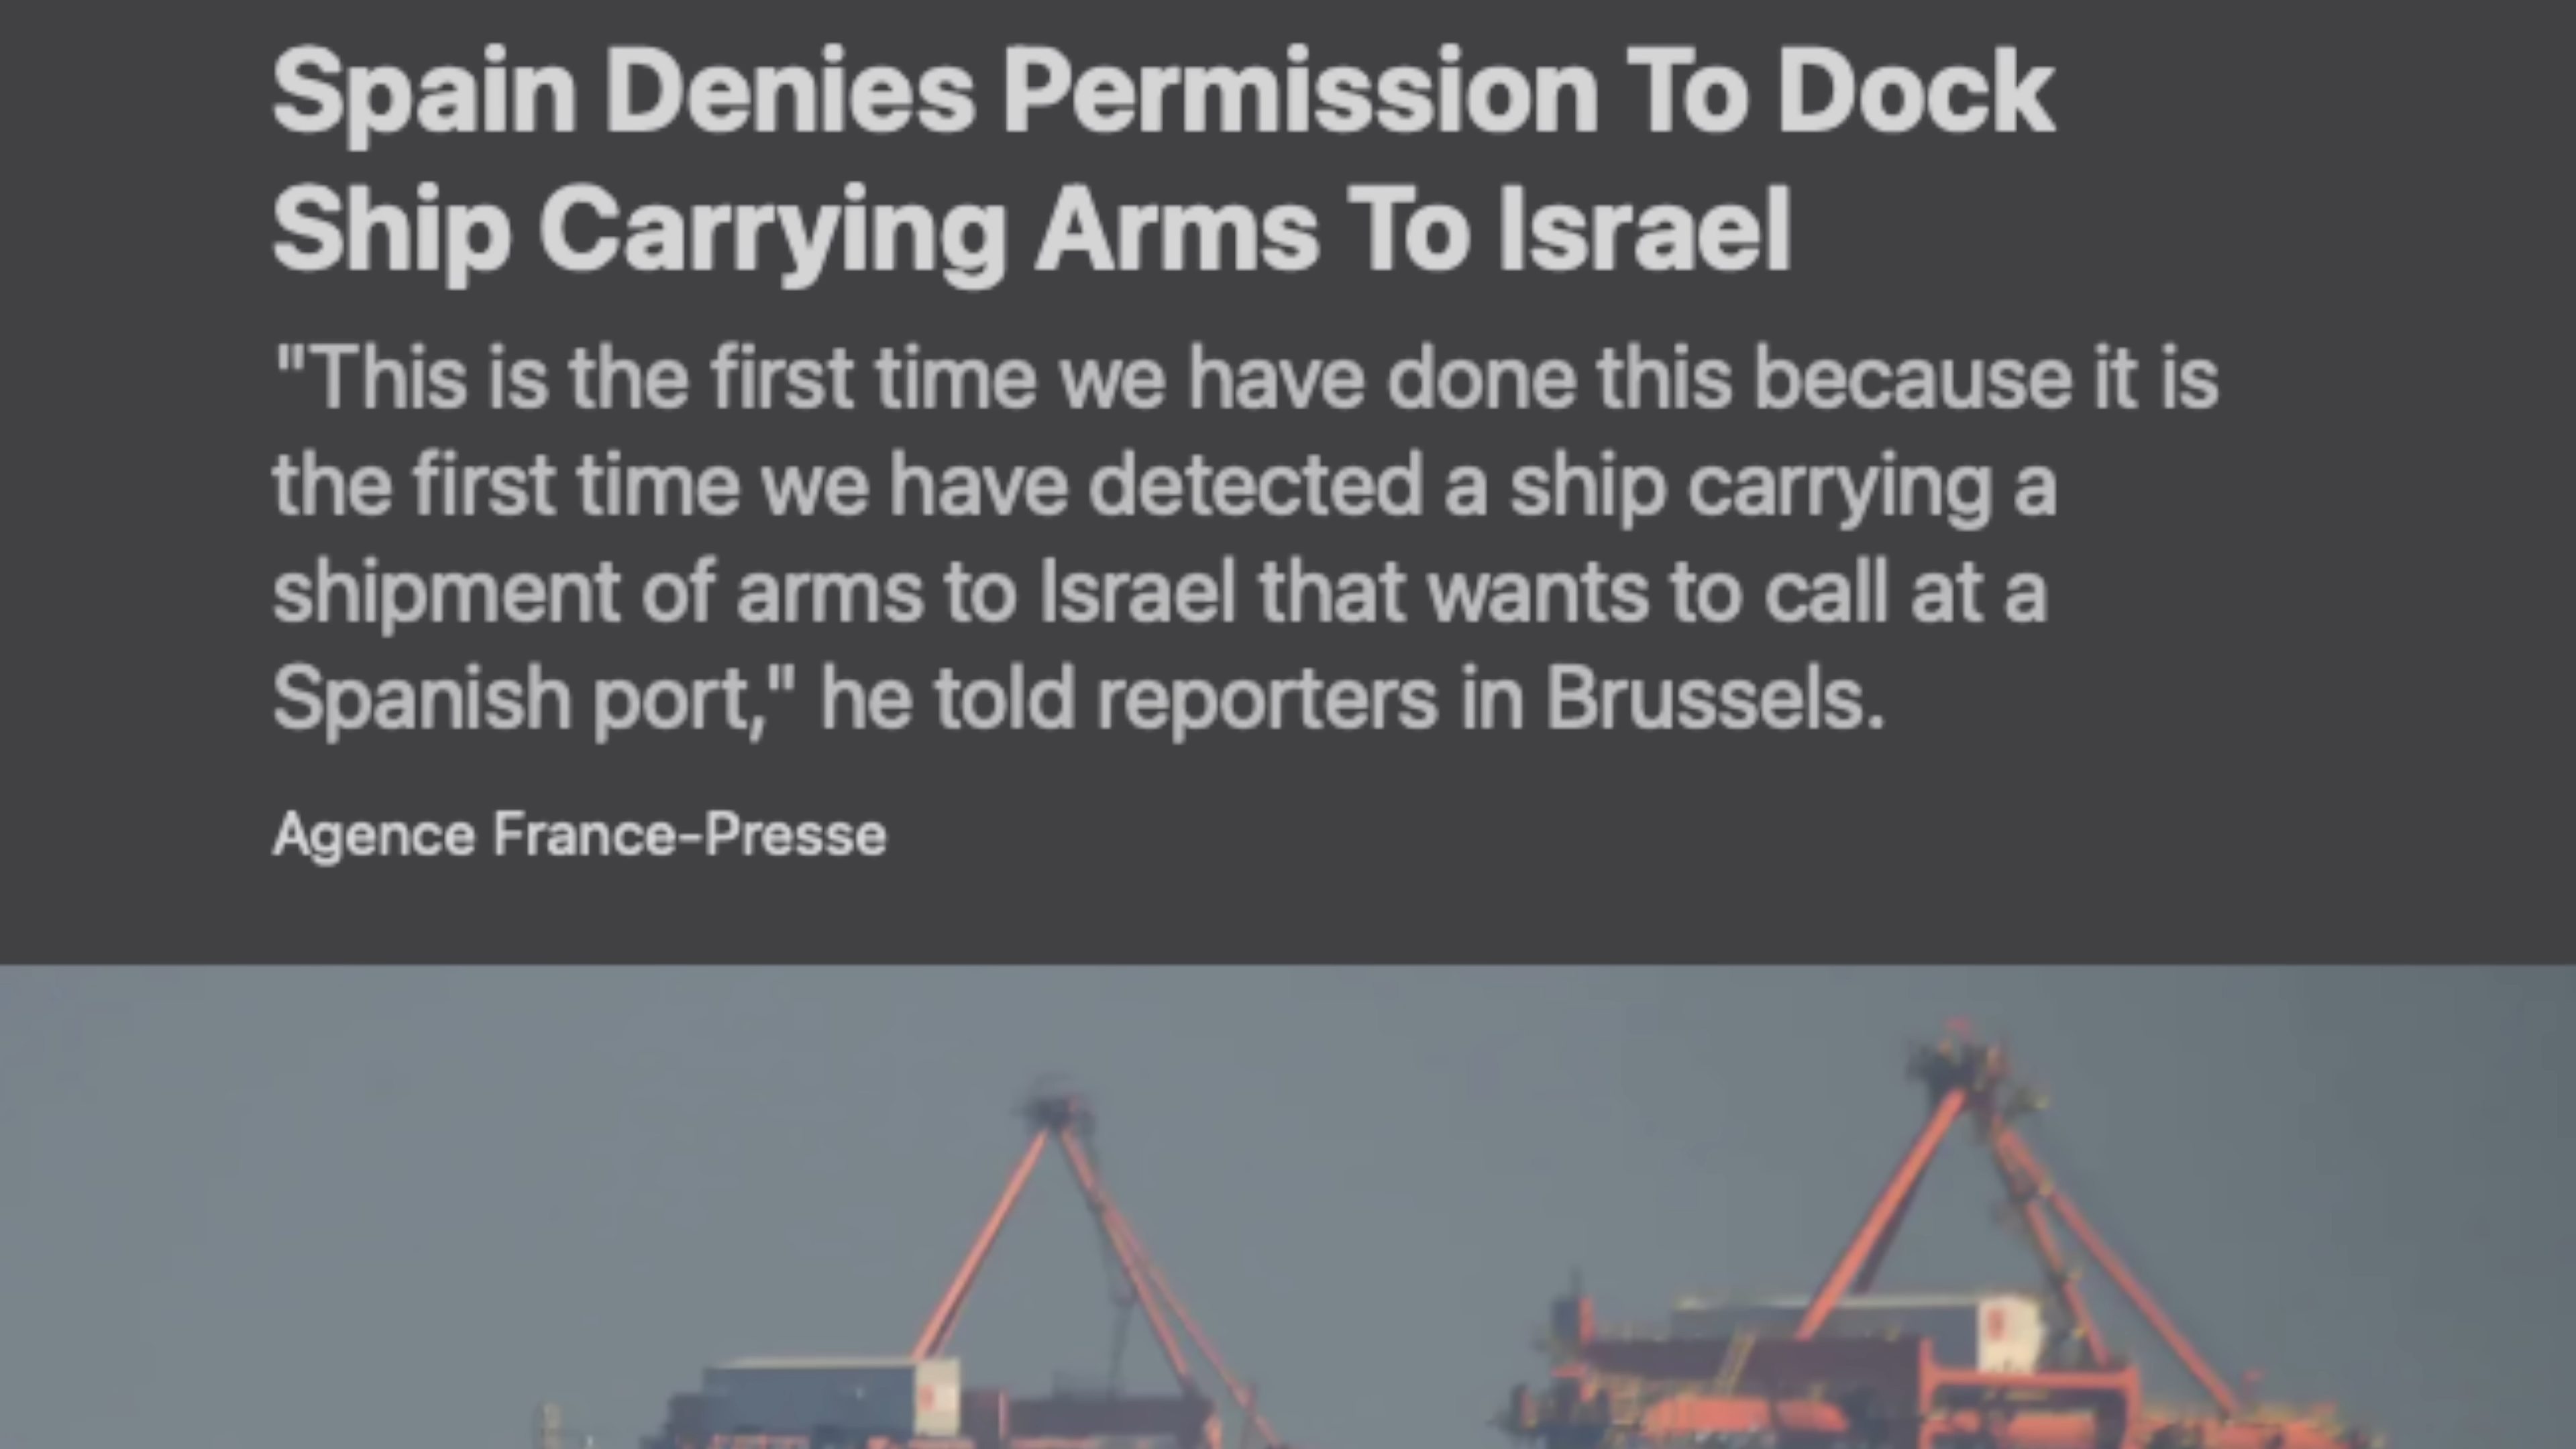 Spain Denies Permission To Dock
Ship Carrying Arms To Israel
"This is the first time we have done this because it is
the first time we have detected a ship carrying a
shipment of arms to Israel that wants to call at a
Spanish port," he told reporters in Brussels.
Agence France-Presse